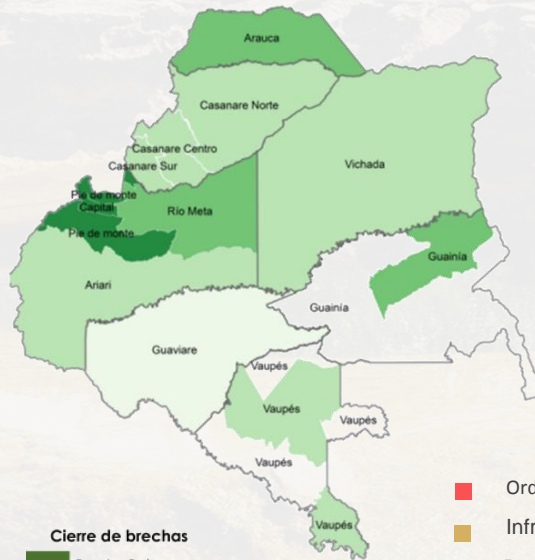 Arauca
Casanare Norte
Casanare Centro
Casanare Sur
Vichada
Pie de monte
Capital
Río Meta
Pie de monte
Guainía
Ariari
Guainía
Guaviare
Vaupés
Vaupés
Vaupés
Vaupés
Vaupés
Cierre de brechas